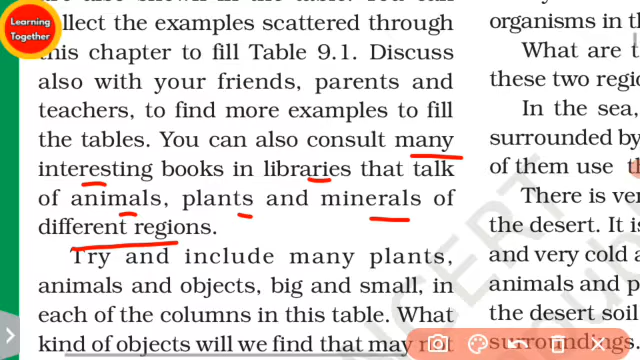 Learning
Together
collect the examples scattered through
this chapter to fill Table 9.1. Discuss
also with your friends, parents and
teachers, to find more examples to fill
the tables. You can also consult many
interesting books in libraries that talk
of animals, plants and minerals of
different regions.
Try and include many plants,
animals and objects, big and small, in
each of the columns in this table. What
kind of objects will we find that may not
organisms in th
What are t
these two regio
In the sea,
surrounded by
of them use th
There is ver
the desert. It is
and very cold a
animals and p
the desert soil
surroundings.
NCERT